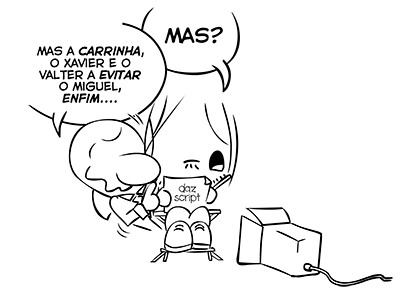 MAS?
MAS A CARRINHA,
O XAVIER E O
VALTER A EVITAR
O MIGUEL,
ENFIM....
daz
script